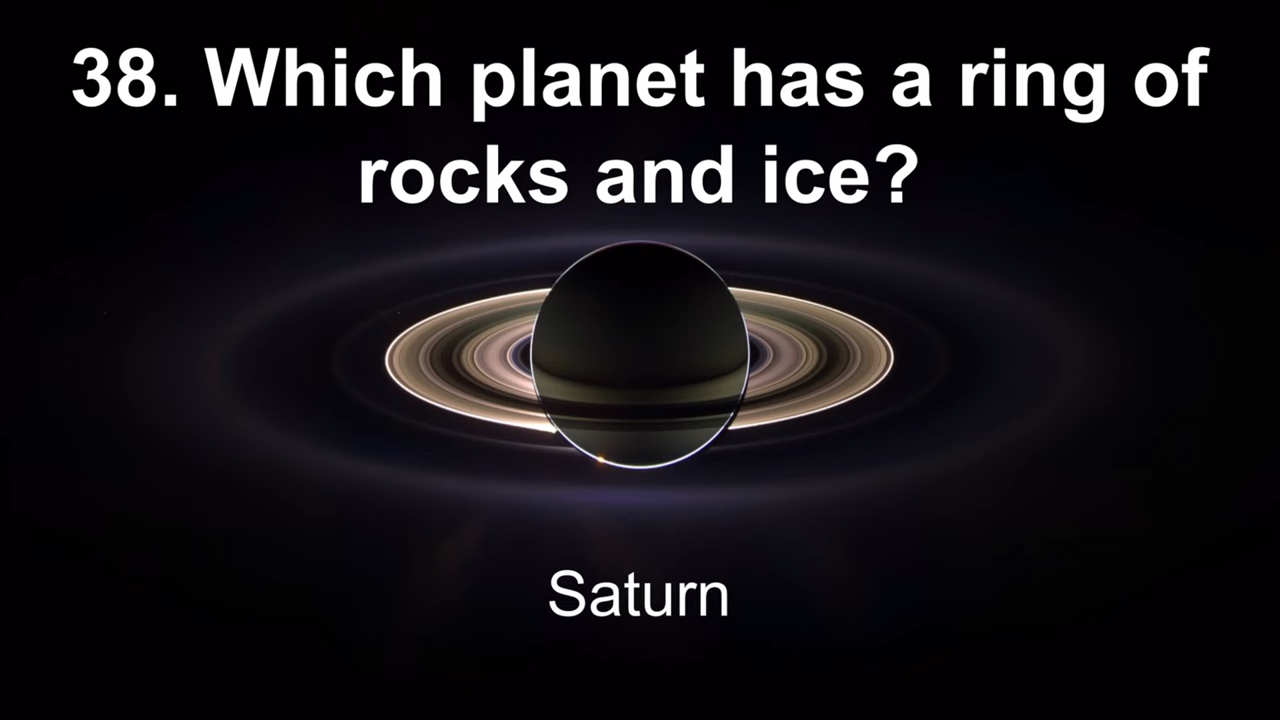 38. Which planet has a ring of
rocks and ice?
Saturn